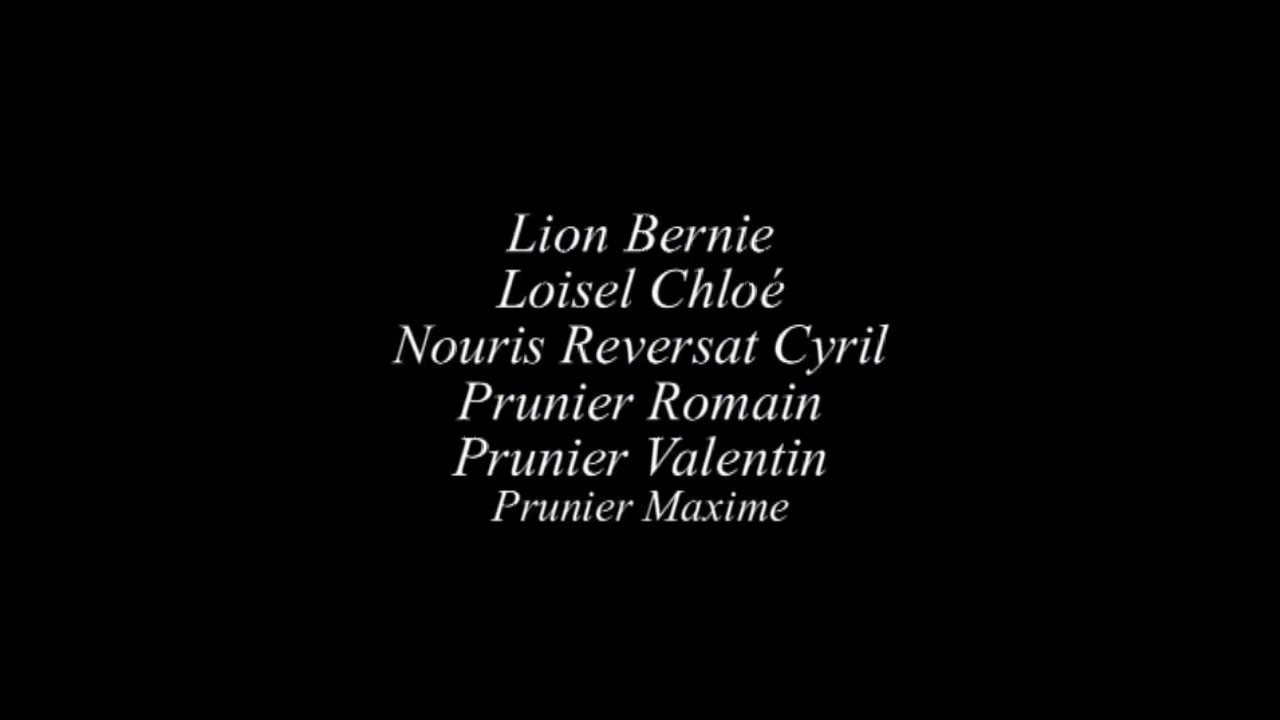 Lion Bernie
Loisel Chloé
Nouris Reversat Cyril
Prunier Romain
Prunier Valentin
Prunier Maxime